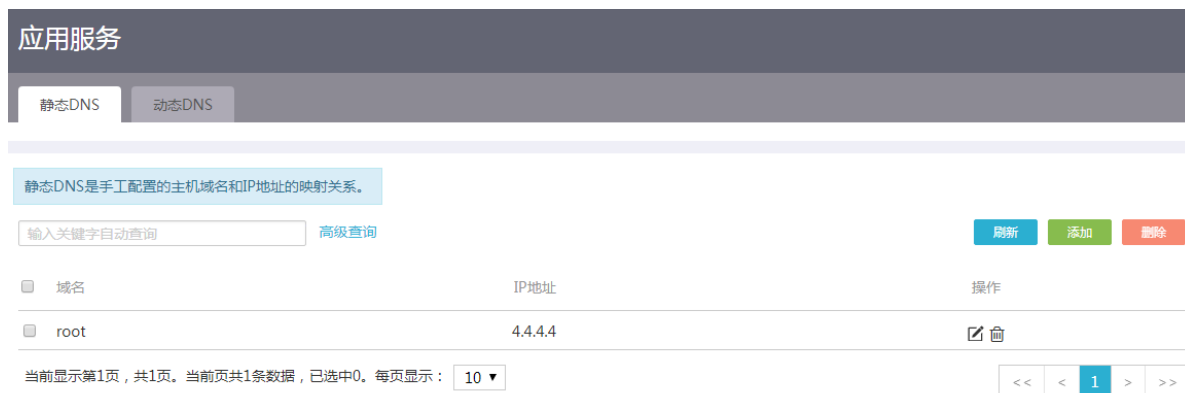 应用服务
静态DNS 动态DNS
静态DNS是手工配置的主机域名和IP地址的映射关系。
输入关键字自动查询 高级查询 刷新 添加 删除
域名 IP地址 操作
root 4.4.4.4
当前显示第1页，共1页。当前页共1条数据，已选中0。每页显示： 10 << < 1 > >>